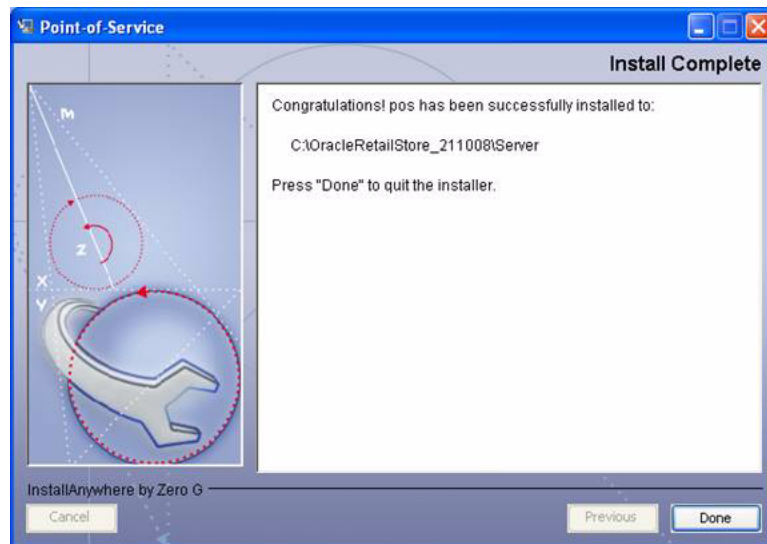 Point-of-Service
Install Complete
M
Z
X
Y
Congratulations! pos has been successfully installed to:
C:\OracleRetailStore_211008\Server
Press "Done" to quit the installer.
InstallAnywhere by Zero G
Cancel
Previous
Done